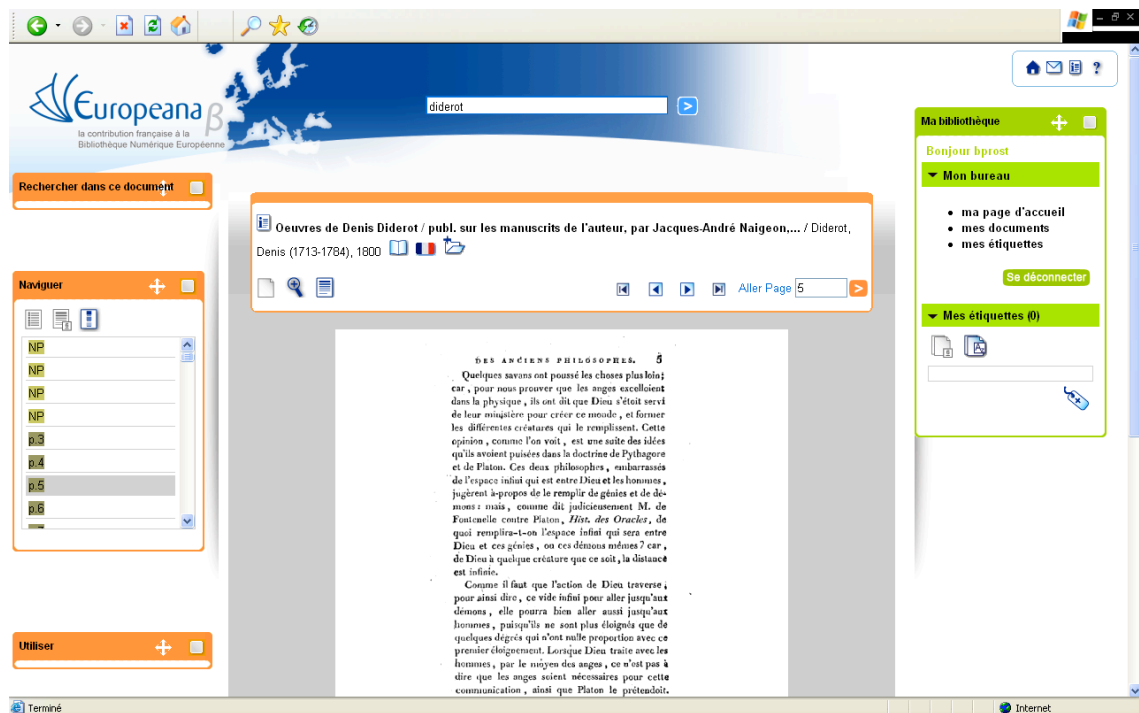 Europeana β
la contribution française à la
Bibliothèque Numérique Européenne
diderot
Rechercher dans ce document
Naviguer
NP
NP
NP
NP
p.3
p.4
p.5
p.6
Utiliser
Oeuvres de Denis Diderot / publ. sur les manuscrits de l'auteur, par Jacques-André Naigeon,... / Diderot,
Denis (1713-1784), 1800
Aller Page 5
DES ANCIENS PHILOSOPHES. 5
Quelques savans ont poussé les choses plus loin;
car , pour nous prouver que les anges excelloient
dans la physique , ils ont dit que Dieu s'étoit servi
de leur ministère pour créer ce monde , et former
les différentes créatures qui le remplissent. Cette
opinion , comme l'on voit , est une suite des idées
qu'ils avoient puisées dans la doctrine de Pythagore
et de Platon. Ces deux philosophes , embarrassés
de l'espace infini qui est entre Dieu et les hommes ,
jugèrent à-propos de le remplir de génies et de dé-
mons : mais , comme dit judicieusement M. de
Fontenelle contre Platon , Hist. des Oracles, de
quoi remplira-t-on l'espace infini qui sera entre
Dieu et ces génies , ou ces démons mêmes ? car ,
de Dieu à quelque créature que ce soit , la distance
est infinie.
Comme il faut que l'action de Dieu traverse ,
pour ainsi dire , ce vide infini pour aller jusqu'aux
démons , elle pourra bien aller aussi jusqu'aux
hommes , puisqu'ils ne sont plus éloignés que de
quelques dégrés qui n'ont nulle proportion avec ce
premier éloignement. Lorsque Dieu traite avec les
hommes , par le moyen des anges , ce n'est pas à
dire que les anges soient nécessaires pour cette
communication , ainsi que Platon le prétendoit.
Ma bibliothèque
Bonjour bprost
Mon bureau
ma page d'accueil
mes documents
mes étiquettes
Se déconnecter
Mes étiquettes (0)
Terminé
Internet